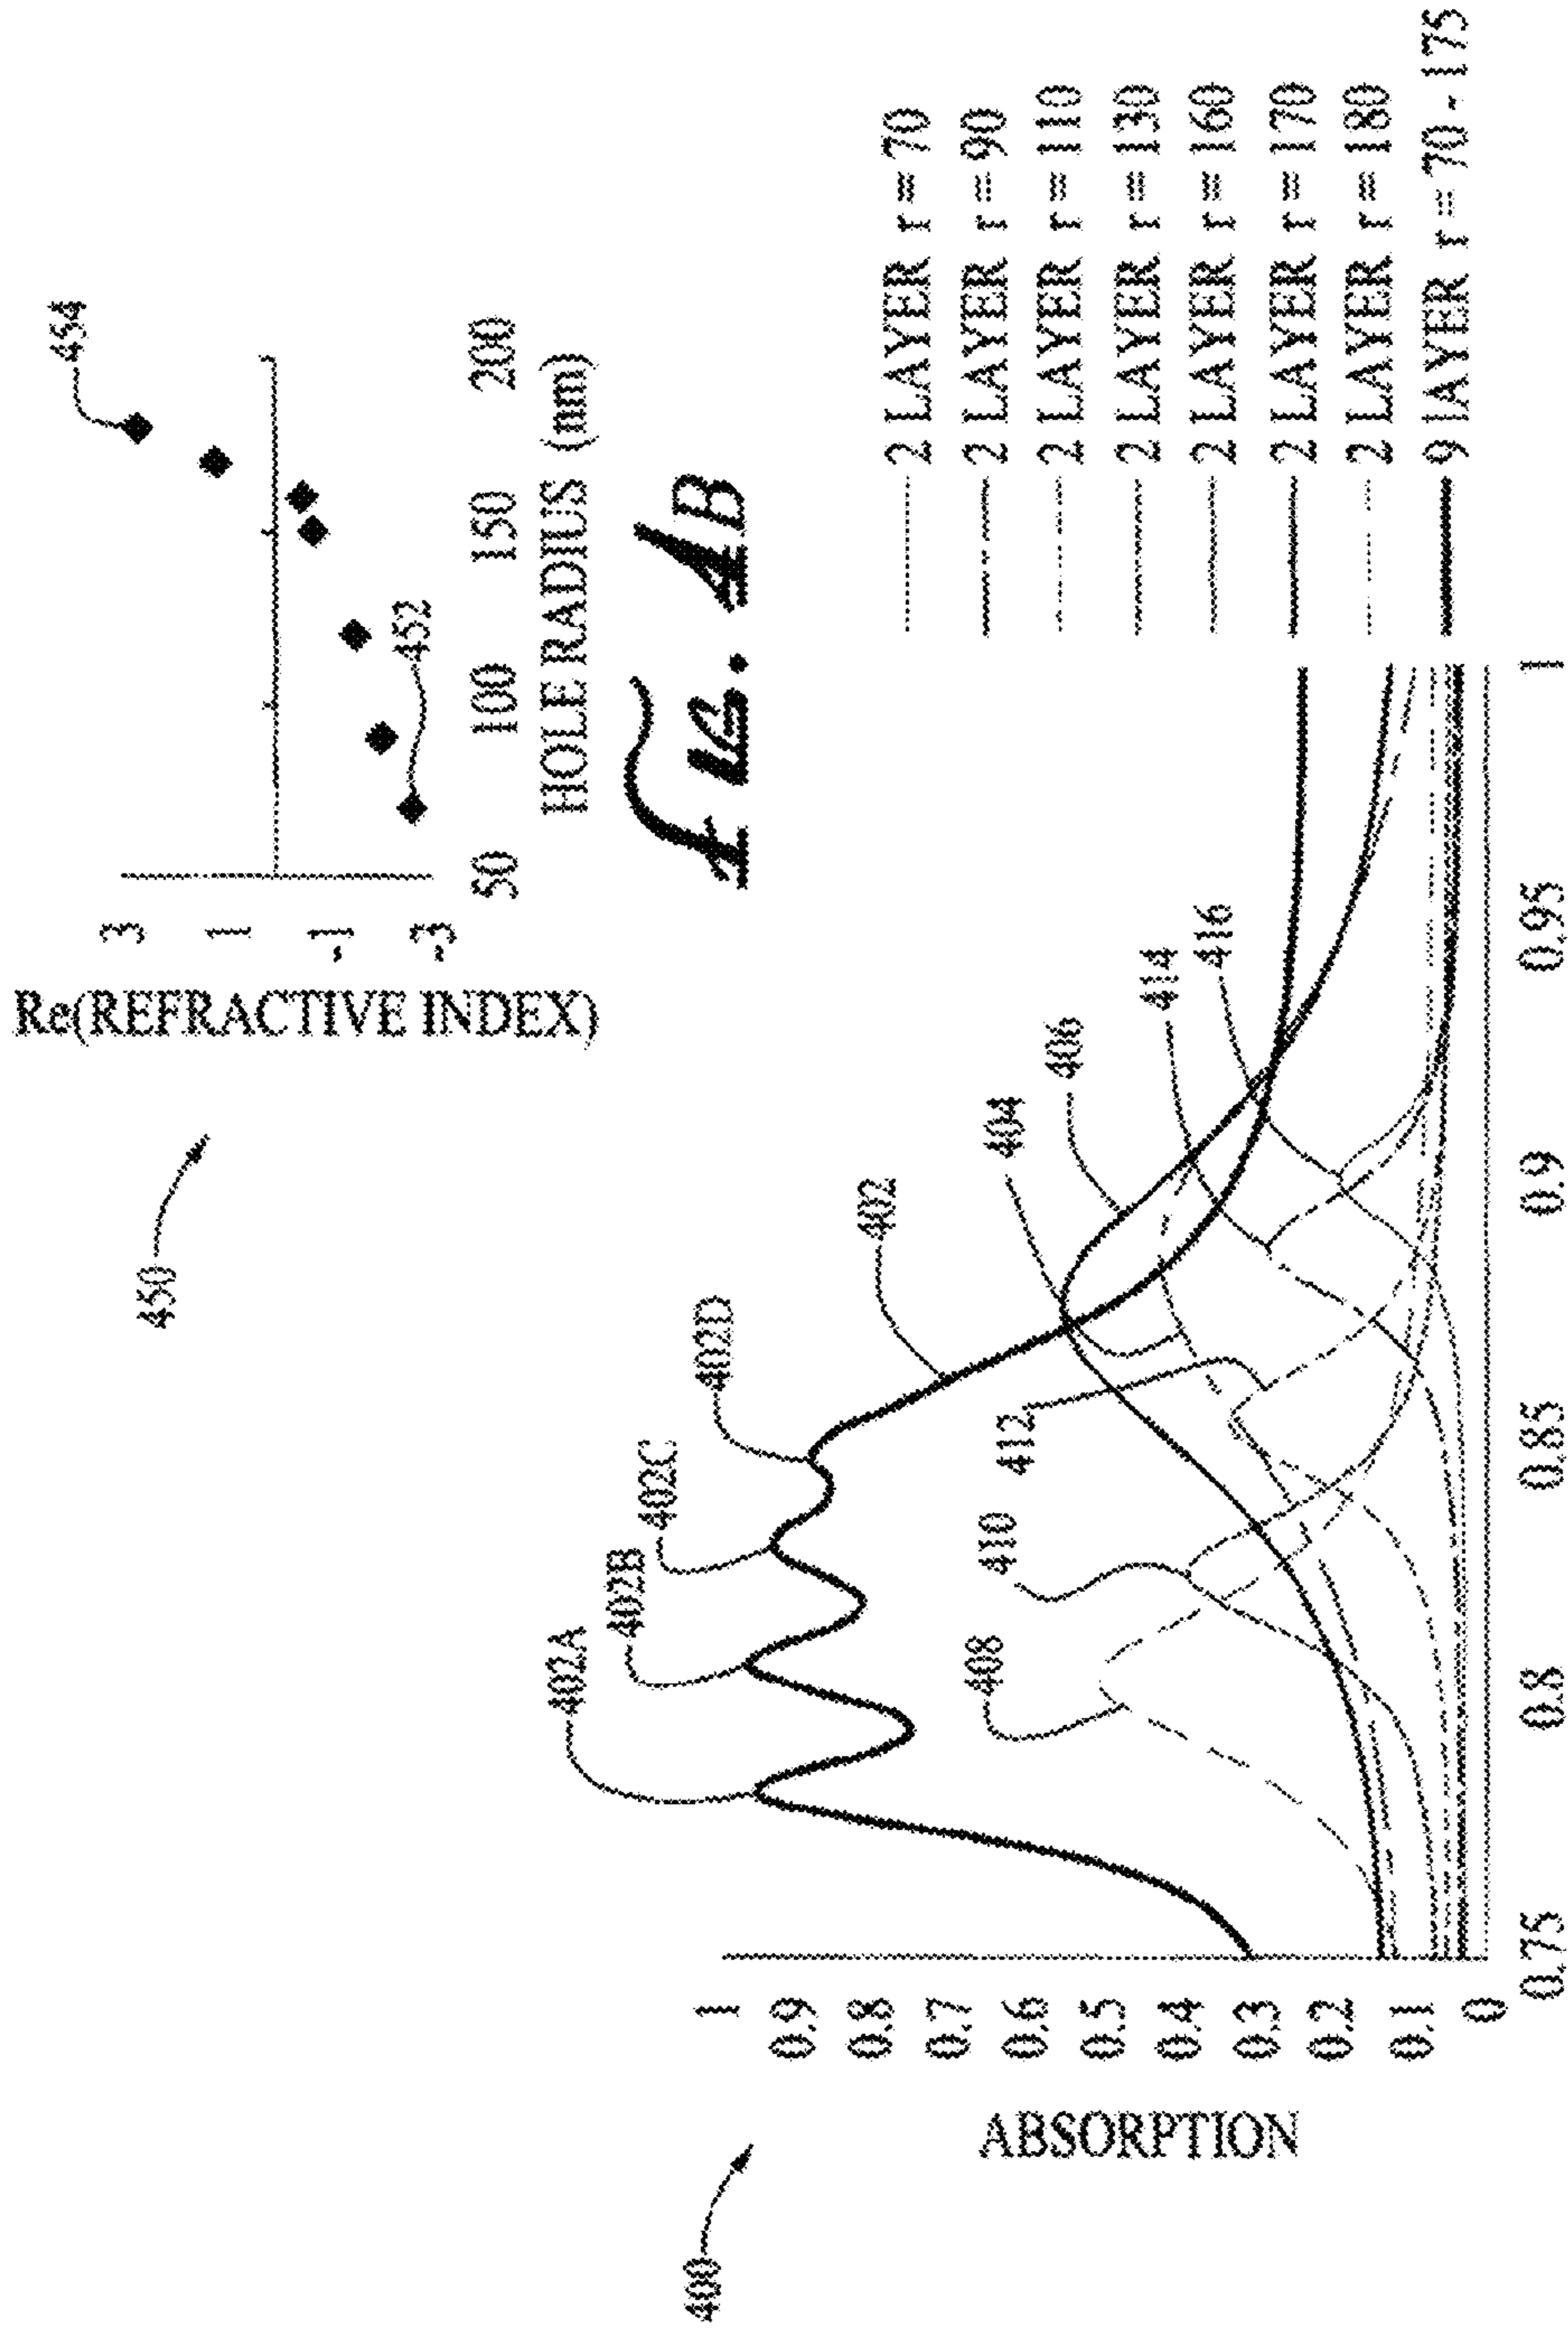 450
Re(REFRACTIVE INDEX)
3
1
-1
-3
454
452
50
100
150
200
HOLE RADIUS (nm)
FIG. 4B
400
ABSORPTION
1
0.9
0.8
0.7
0.6
0.5
0.4
0.3
0.2
0.1
0
402A
402B
402C
402D
402
404
406
408
410
412
414
416
0.75
0.8
0.85
0.9
0.95
1
2 LAYER r = 70
2 LAYER r = 90
2 LAYER r = 110
2 LAYER r = 130
2 LAYER r = 160
2 LAYER r = 170
2 LAYER r = 180
9 lAYER r = 70 - 175